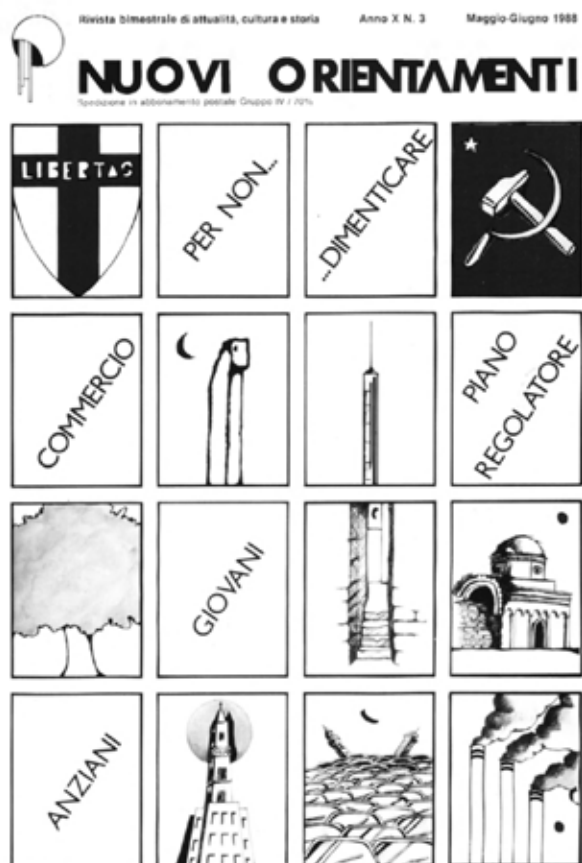 Rivista bimestrale di attualità, cultura e storia Anno X N. 3 Maggio-Giugno 1988
NUOVI ORIENTAMENTI
Spedizione in abbonamento postale Gruppo IV / 70%
LIBERTAS
PER NON...
...DIMENTICARE
COMMERCIO
PIANO
REGOLATORE
GIOVANI
ANZIANI